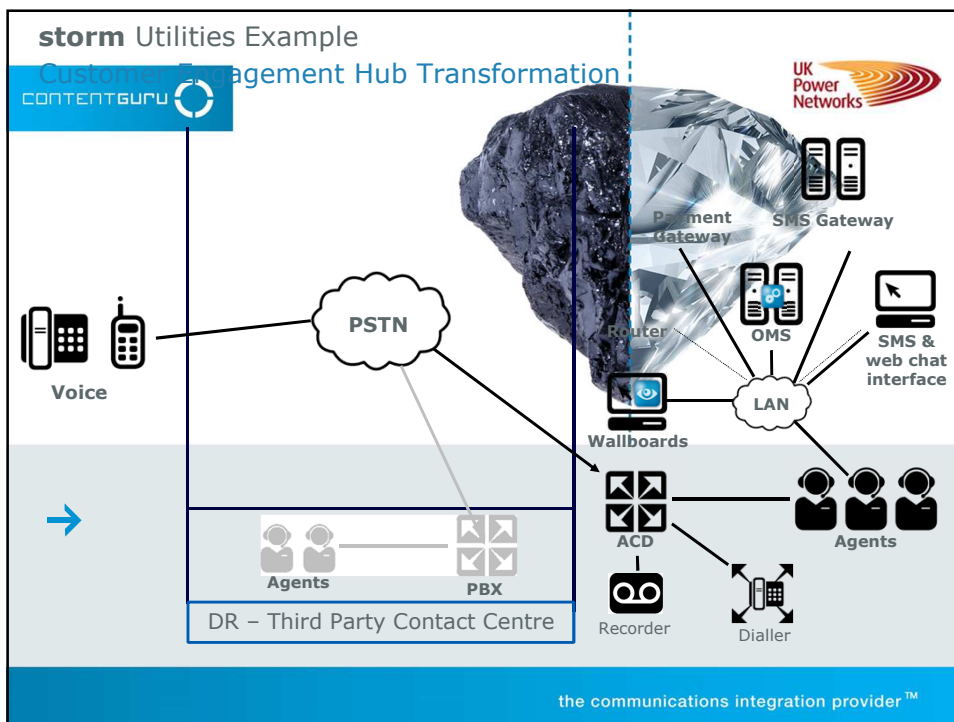 storm Utilities Example
Customer Engagement Hub Transformation
CONTENTGURU
UK
Power
Networks
Payment
Gateway
SMS Gateway
PSTN
Router
OMS
SMS &
web chat
interface
Voice
LAN
Wallboards
ACD
Agents
Agents
PBX
Recorder
Dialler
DR – Third Party Contact Centre
the communications integration provider™